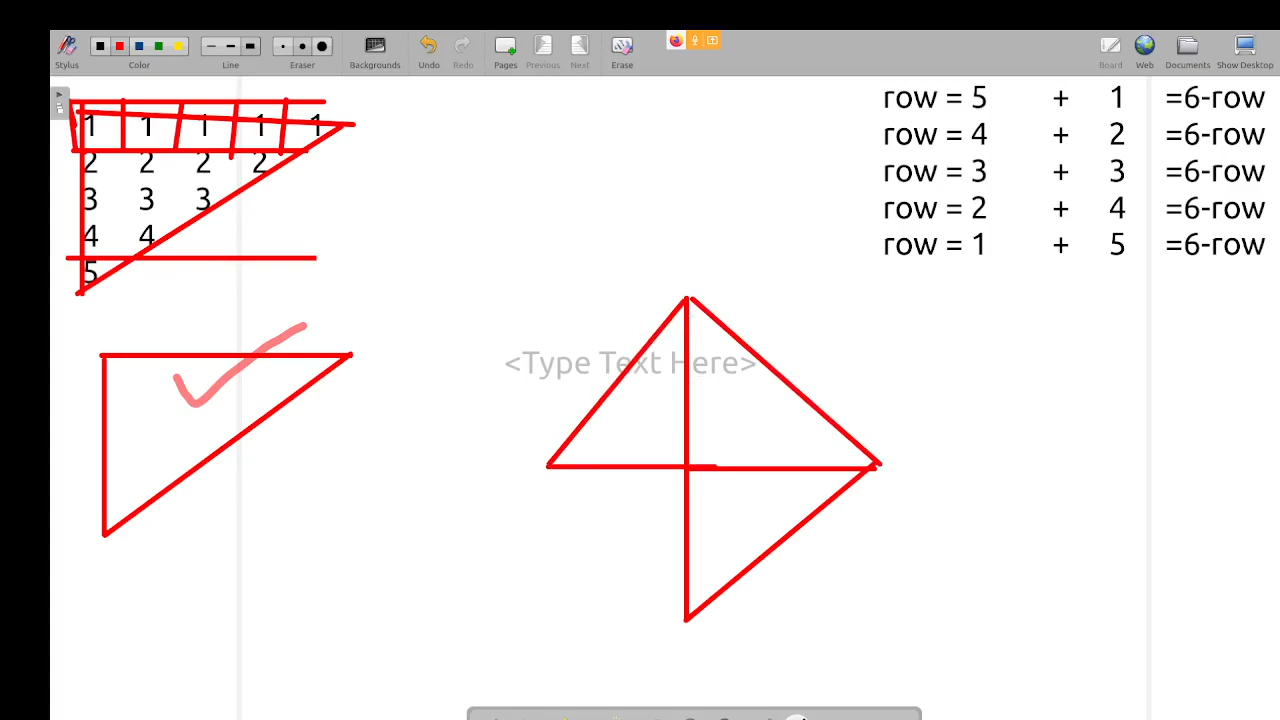 Stylus Color Line Eraser Backgrounds Undo Redo Pages Previous Next Erase Board Web Documents Show Desktop
1 1 1 1 1
2 2 2 2
3 3 3
4 4
5
row = 5 + 1 =6-row
row = 4 + 2 =6-row
row = 3 + 3 =6-row
row = 2 + 4 =6-row
row = 1 + 5 =6-row
<Type Text Here>